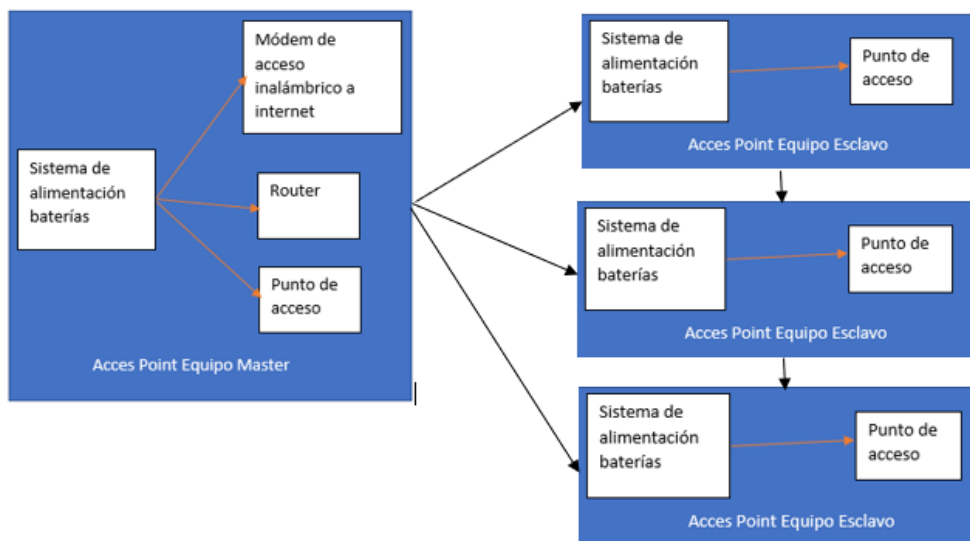 Sistema de
alimentación
baterías
Módem de
acceso
inalámbrico a
internet
Router
Punto de
acceso
Acces Point Equipo Master
Sistema de
alimentación
baterías
Punto de
acceso
Acces Point Equipo Esclavo
Sistema de
alimentación
baterías
Punto de
acceso
Acces Point Equipo Esclavo
Sistema de
alimentación
baterías
Punto de
acceso
Acces Point Equipo Esclavo